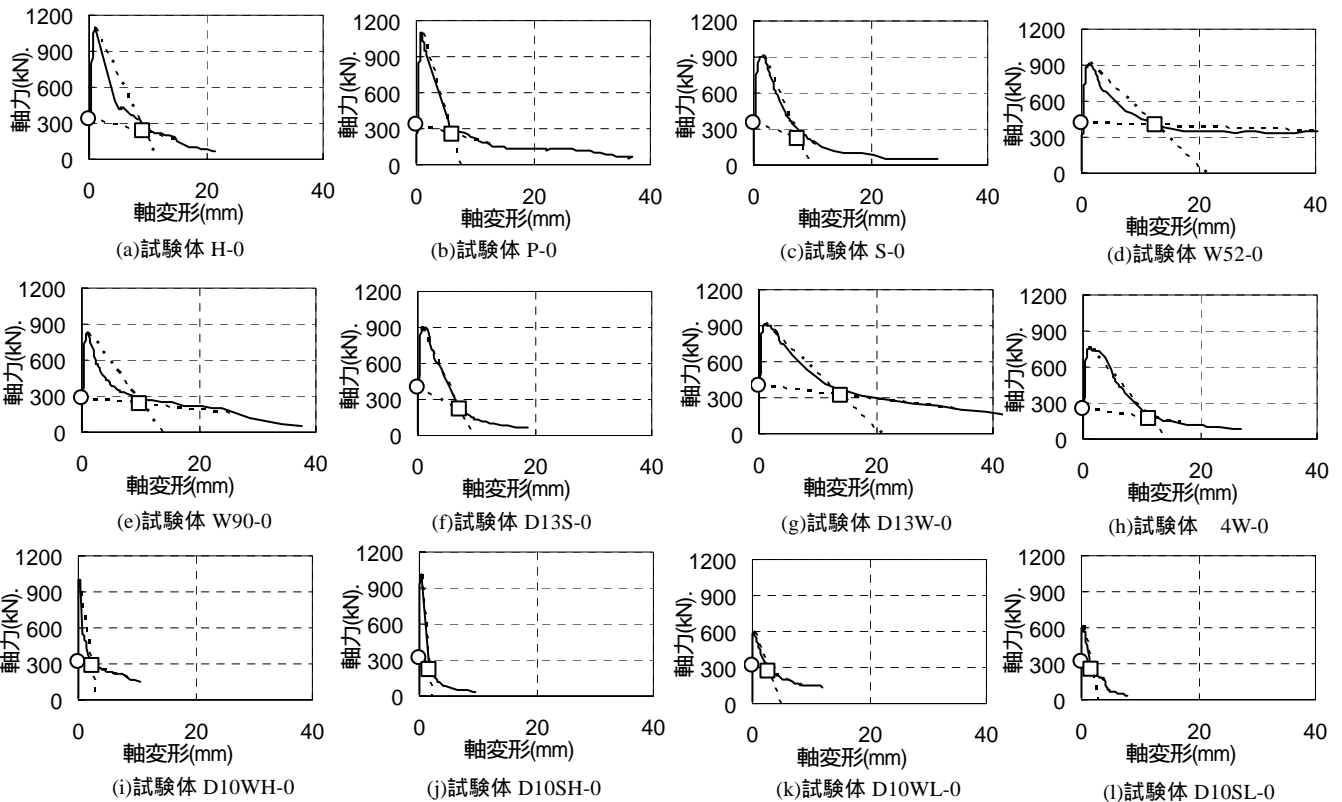 1200
900
600
300
0
軸力(kN).
0 20 40
軸変形(mm)
(a)試験体 H-0
1200
900
600
300
0
軸力(kN).
0 20 40
軸変形(mm)
(b)試験体 P-0
1200
900
600
300
0
軸力(kN).
0 20 40
軸変形(mm)
(c)試験体 S-0
1200
900
600
300
0
軸力(kN).
0 20 40
軸変形(mm)
(d)試験体 W52-0
1200
900
600
300
0
軸力(kN).
0 20 40
軸変形(mm)
(e)試験体 W90-0
1200
900
600
300
0
軸力(kN).
0 20 40
軸変形(mm)
(f)試験体 D13S-0
1200
900
600
300
0
軸力(kN).
0 20 40
軸変形(mm)
(g)試験体 D13W-0
1200
900
600
300
0
軸力(kN).
0 20 40
軸変形(mm)
(h)試験体 4W-0
1200
900
600
300
0
軸力(kN).
0 20 40
軸変形(mm)
(i)試験体 D10WH-0
1200
900
600
300
0
軸力(kN).
0 20 40
軸変形(mm)
(j)試験体 D10SH-0
1200
900
600
300
0
軸力(kN).
0 20 40
軸変形(mm)
(k)試験体 D10WL-0
1200
900
600
300
0
軸力(kN).
0 20 40
軸変形(mm)
(l)試験体 D10SL-0